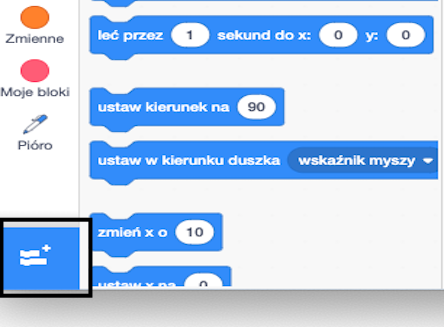 Zmienne
Moje bloki
Pióro
leć przez 1 sekund do x: 0 y: 0
ustaw kierunek na 90
ustaw w kierunku duszka wskaźnik myszy
zmień x o 10
ustaw x na 0